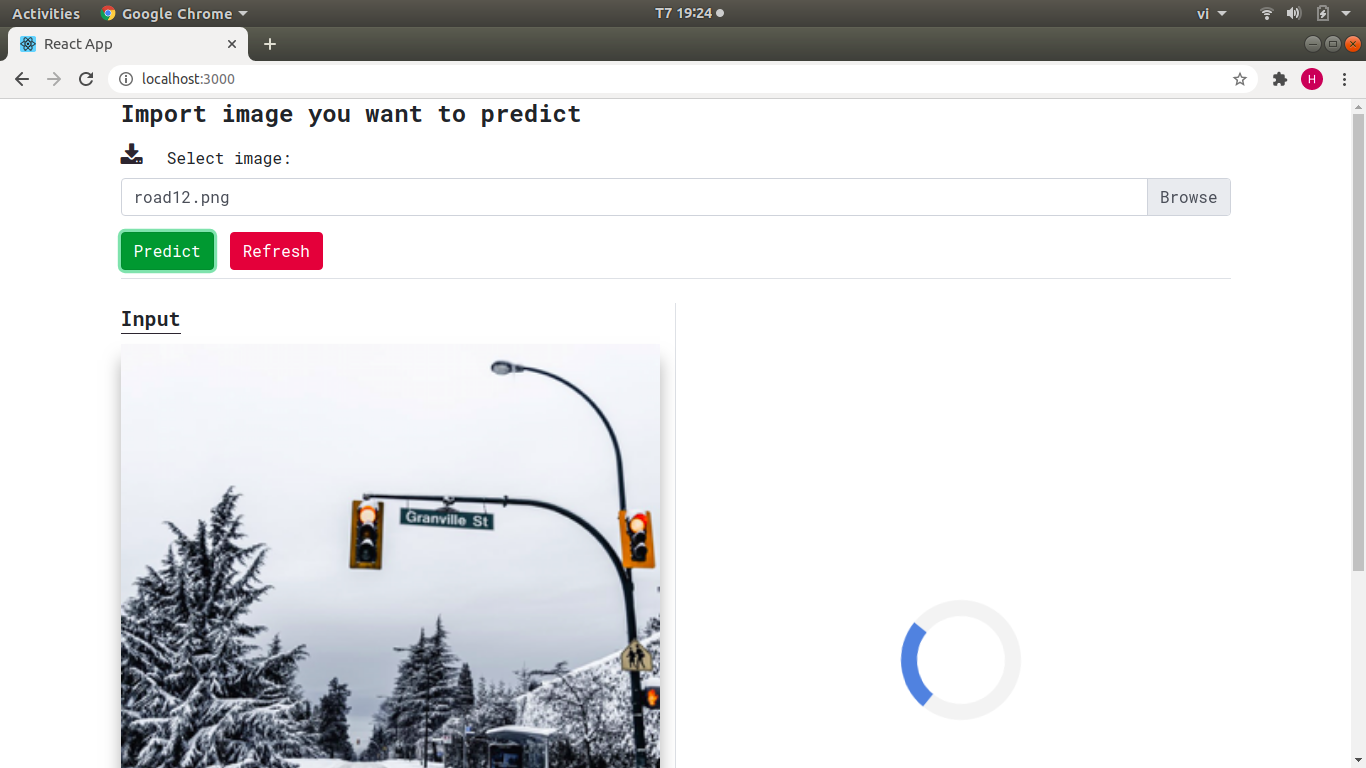 Activities Google Chrome T7 19:24 vi
React App
localhost:3000 H
Import image you want to predict
Select image:
road12.png Browse
Predict Refresh
Input
Granville St